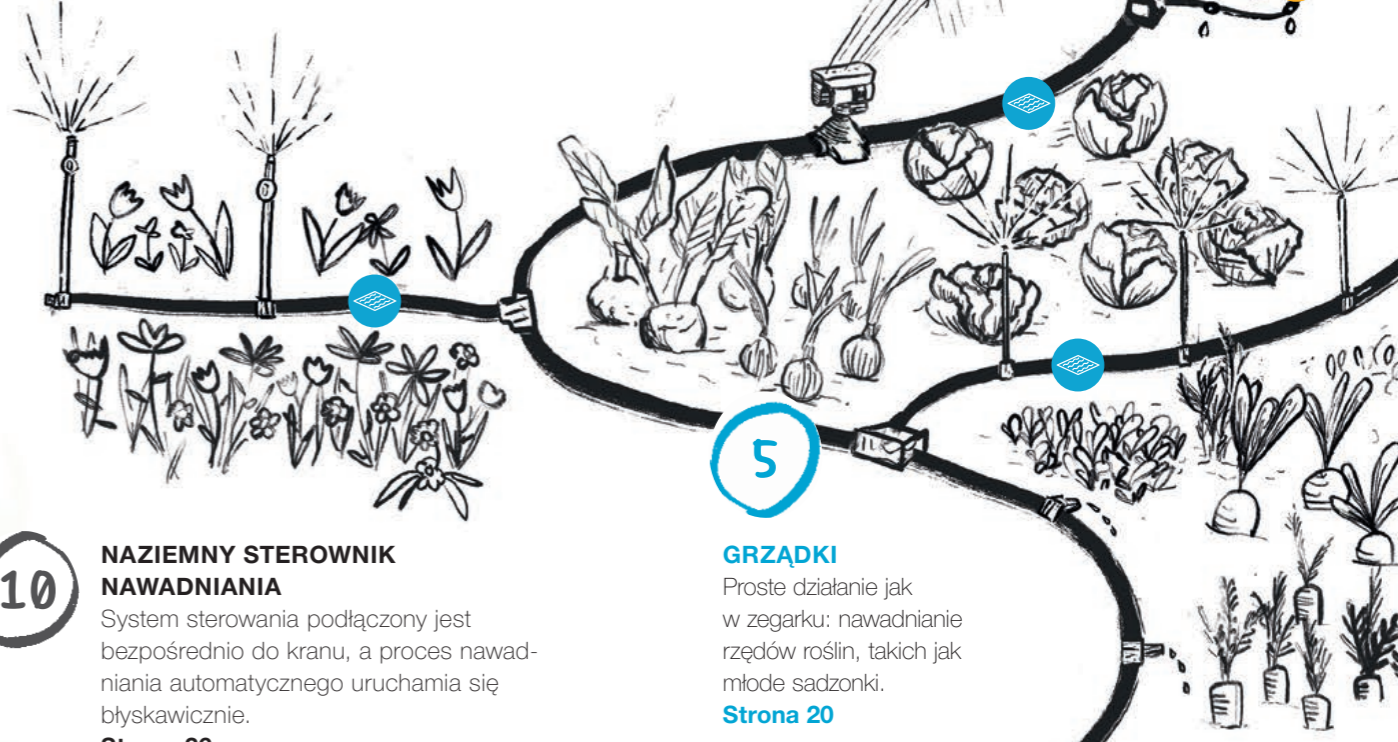 10
NAZIEMNY STEROWNIK
NAWADNIANIA
System sterowania podłączony jest
bezpośrednio do kranu, a proces nawad-
niania automatycznego uruchamia się
błyskawicznie.
5
GRZĄDKI
Proste działanie jak
w zegarku: nawadnianie
rzędów roślin, takich jak
młode sadzonki.
Strona 20